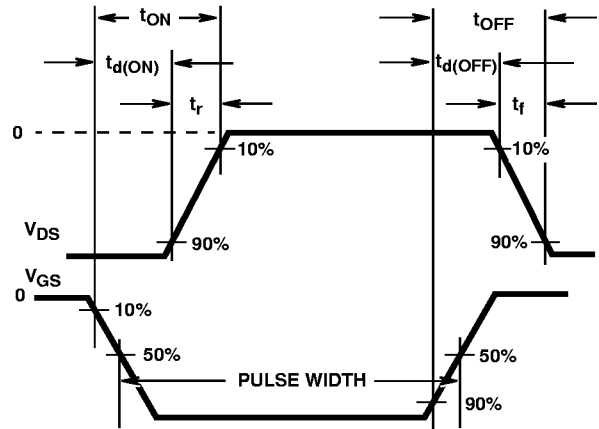 tON
tOFF
td(ON)
td(OFF)
tr
tf
0
10%
10%
VDS
90%
90%
VGS
0
10%
50%
50%
PULSE WIDTH
90%